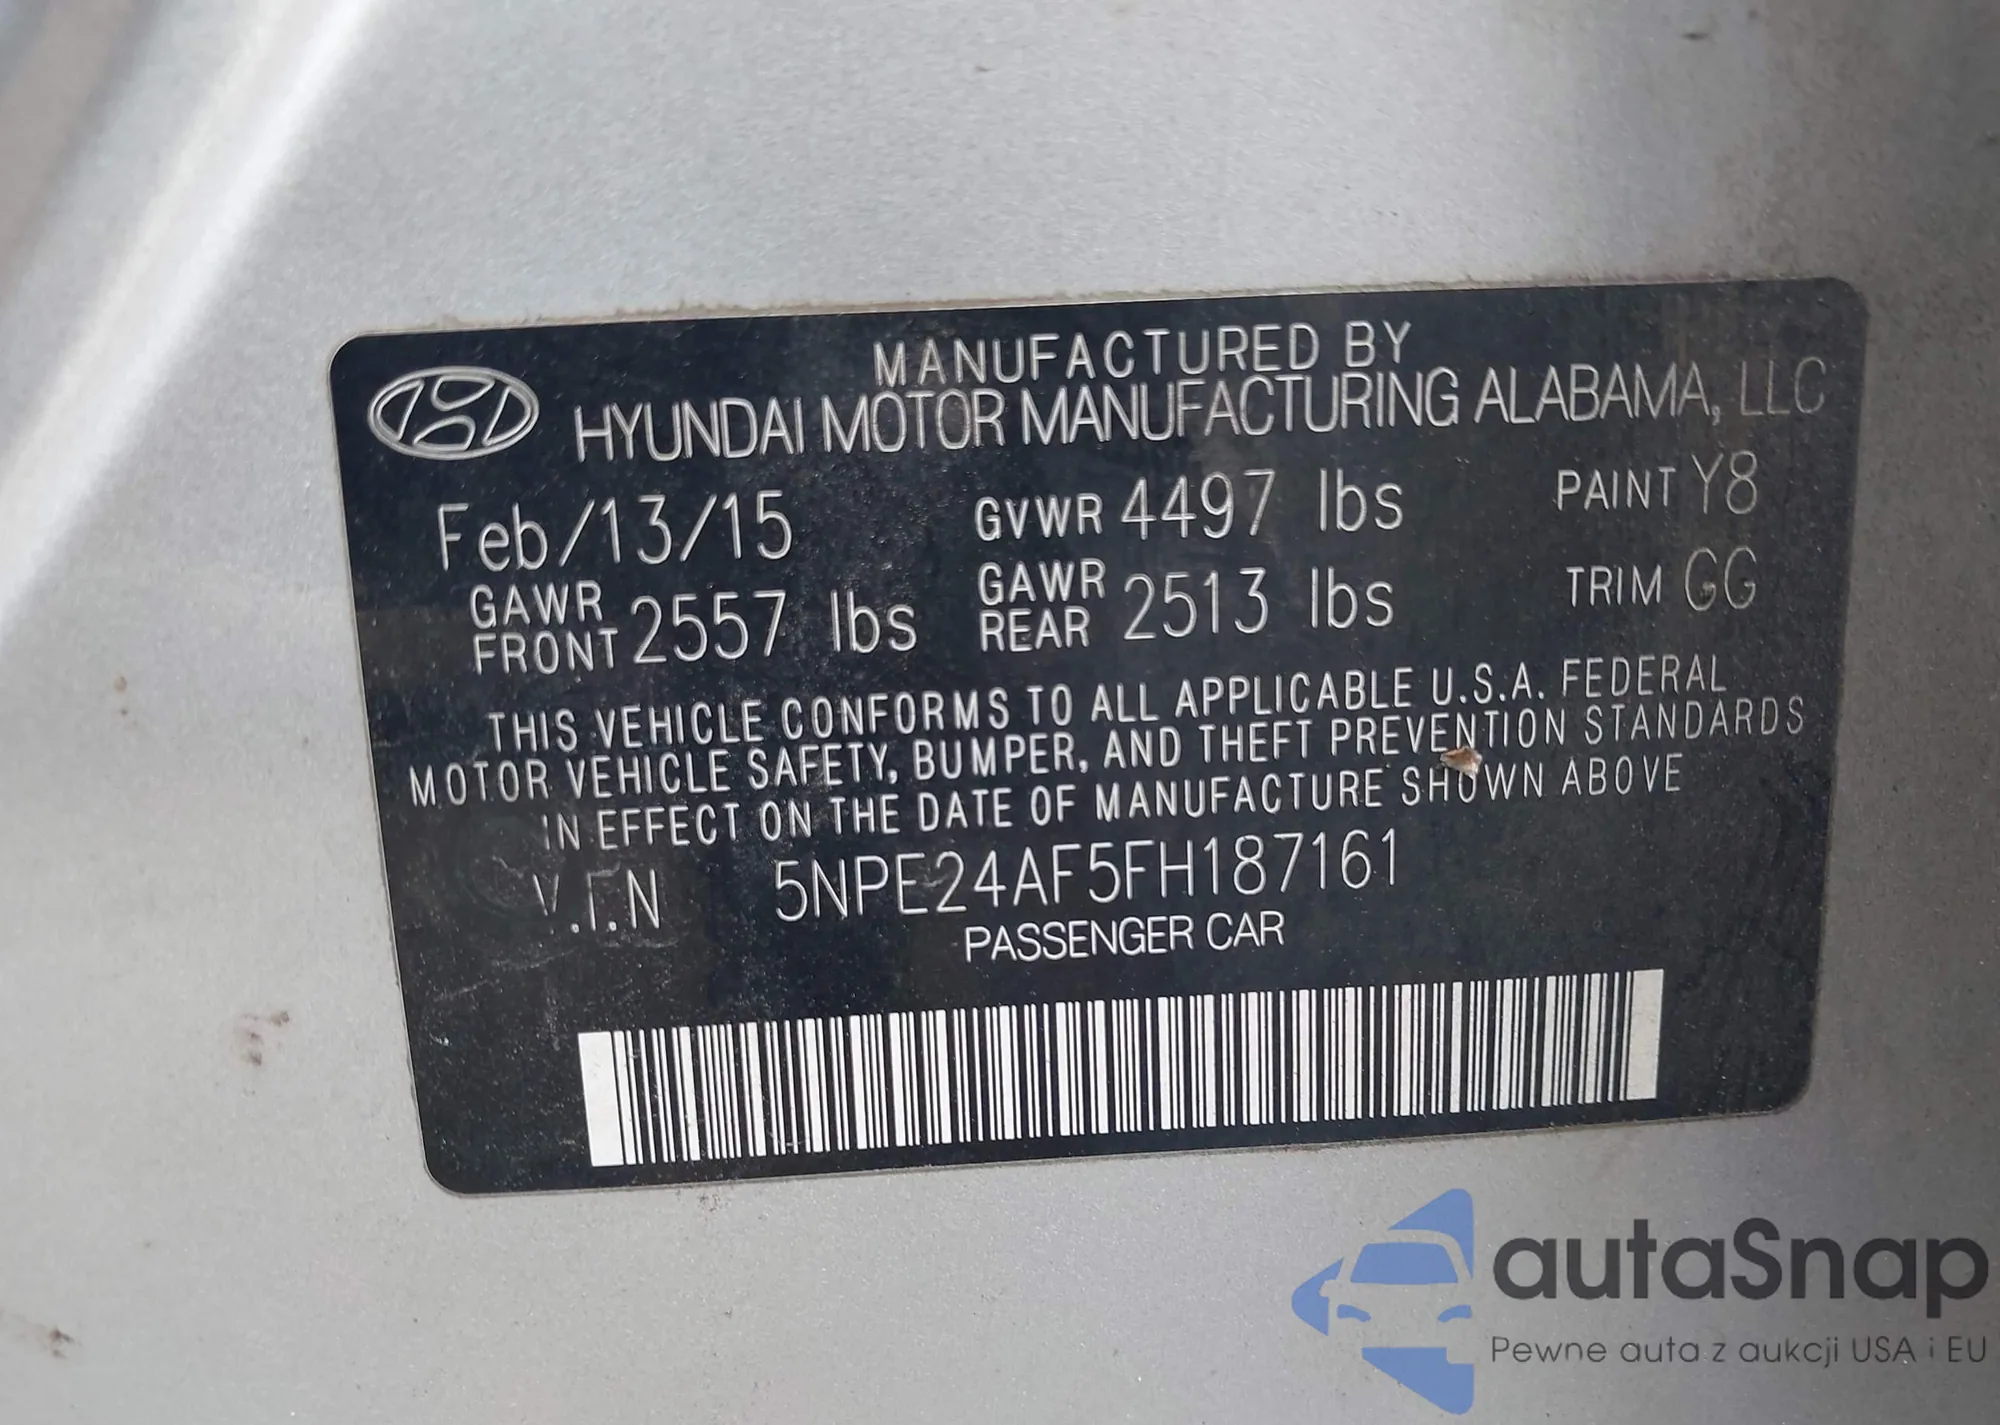 MANUFACTURED BY
HYUNDAI MOTOR MANUFACTURING ALABAMA, LLC
Feb/13/15 GVWR 4497 lbs PAINT Y8
GAWR FRONT 2557 lbs GAWR REAR 2513 lbs TRIM GG
THIS VEHICLE CONFORMS TO ALL APPLICABLE U.S.A. FEDERAL
MOTOR VEHICLE SAFETY, BUMPER, AND THEFT PREVENTION STANDARDS
IN EFFECT ON THE DATE OF MANUFACTURE SHOWN ABOVE
V.I.N 5NPE24AF5FH187161
PASSENGER CAR
autaSnap
Pewne auta z aukcji USA i EU